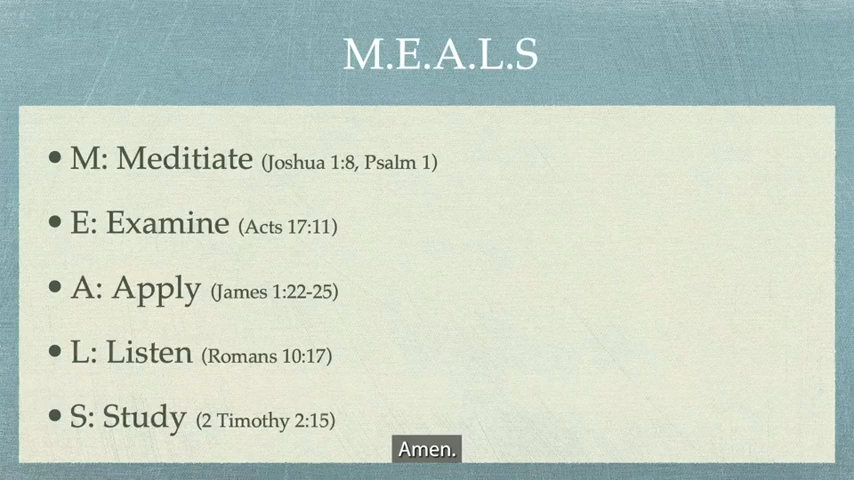 M.E.A.L.S
• M: Meditiate (Joshua 1:8, Psalm 1)
• E: Examine (Acts 17:11)
• A: Apply (James 1:22-25)
• L: Listen (Romans 10:17)
• S: Study (2 Timothy 2:15)
Amen.